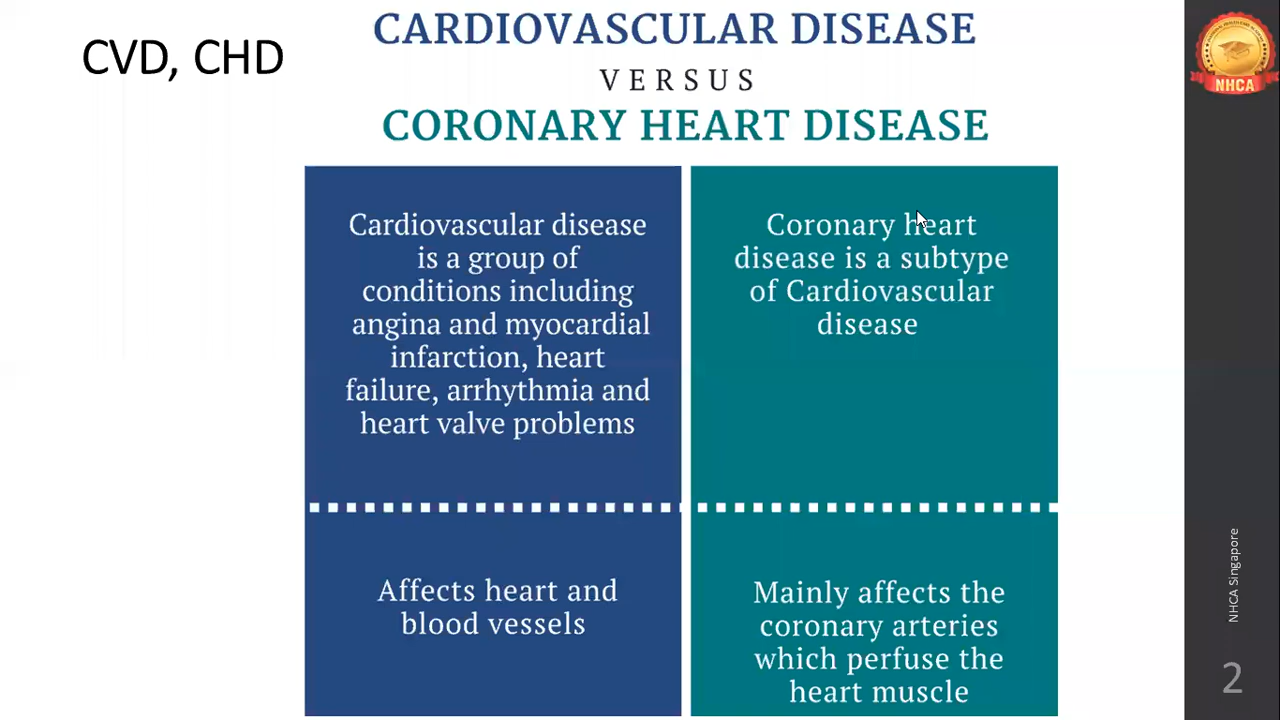 CVD, CHD
CARDIOVASCULAR DISEASE
VERSUS
CORONARY HEART DISEASE
Cardiovascular disease
is a group of
conditions including
angina and myocardial
infarction, heart
failure, arrhythmia and
heart valve problems
Affects heart and
blood vessels
Coronary heart
disease is a subtype
of Cardiovascular
disease
Mainly affects the
coronary arteries
which perfuse the
heart muscle
NHCA
NHCA Singapore
2